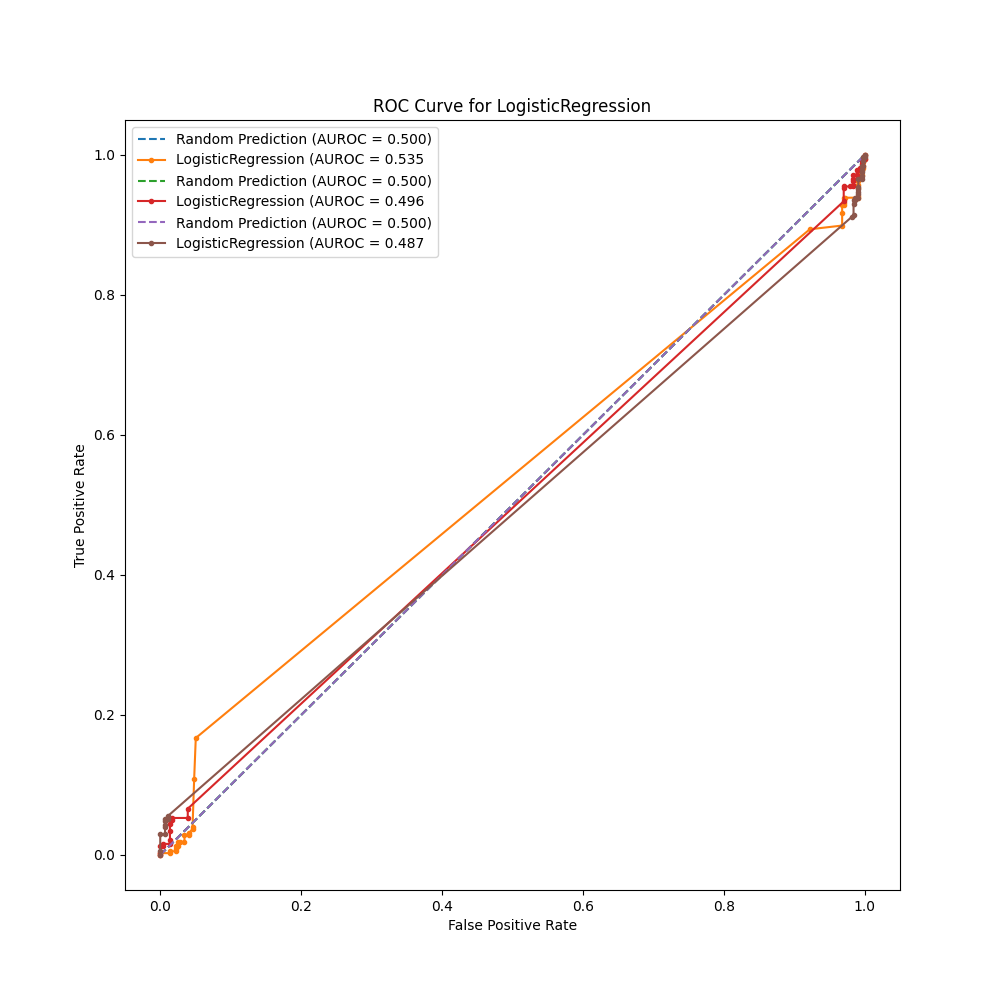 ROC Curve for LogisticRegression
Random Prediction (AUROC = 0.500)
LogisticRegression (AUROC = 0.535
Random Prediction (AUROC = 0.500)
LogisticRegression (AUROC = 0.496
Random Prediction (AUROC = 0.500)
LogisticRegression (AUROC = 0.487
1.0
0.8
0.6
0.4
0.2
0.0
True Positive Rate
0.0 0.2 0.4 0.6 0.8 1.0
False Positive Rate